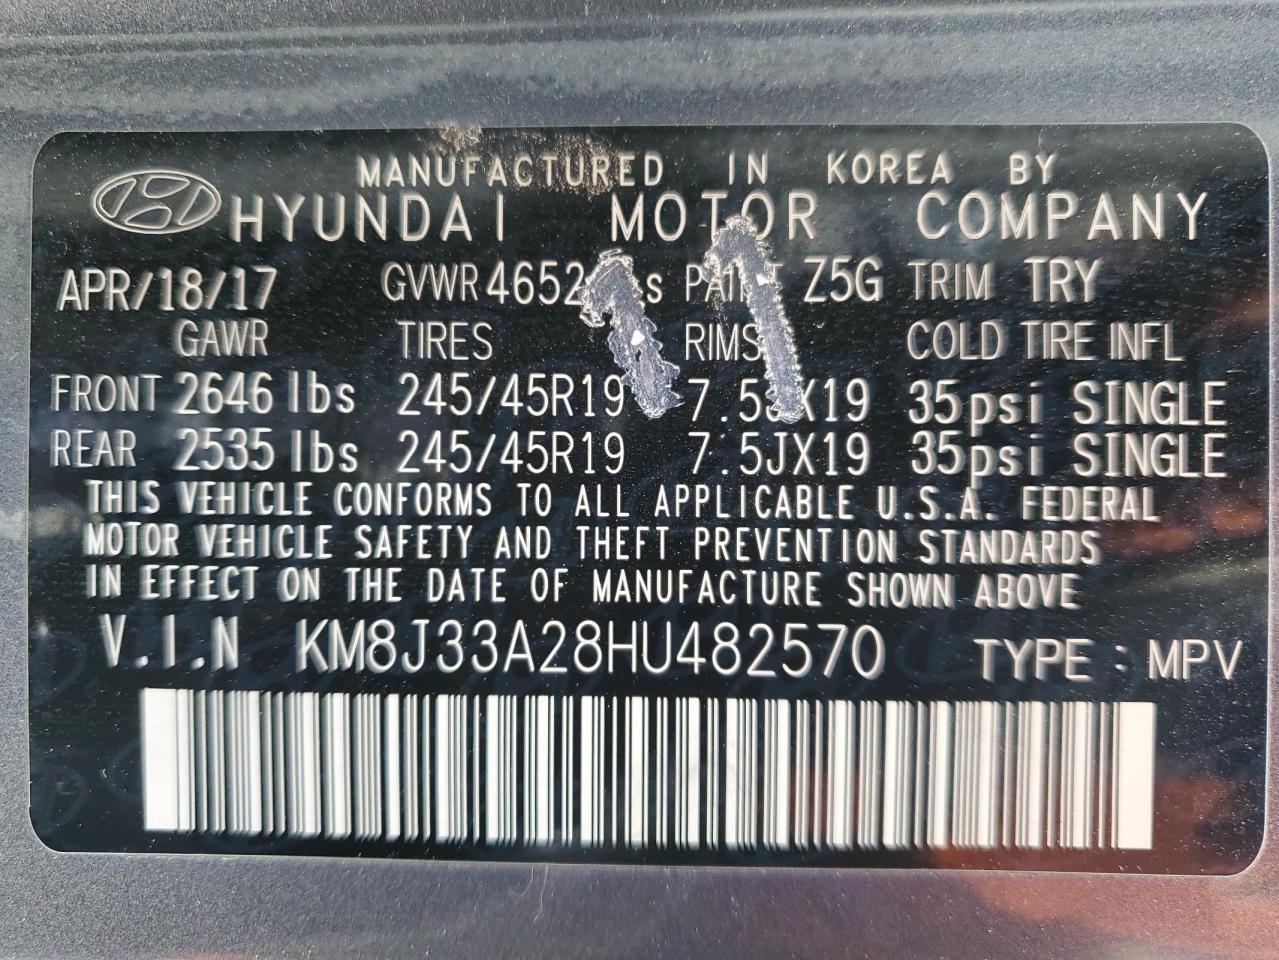 MANUFACTURED IN KOREA BY
HYUNDAI MOTOR COMPANY
APR/18/17 GVWR 4652 Z5G TRIM TRY
GAWR TIRES RIMS COLD TIRE INFL
FRONT 2646 lbs 245/45R19 7.5JX19 35psi SINGLE
REAR 2535 lbs 245/45R19 7.5JX19 35psi SINGLE
THIS VEHICLE CONFORMS TO ALL APPLICABLE U.S.A. FEDERAL
MOTOR VEHICLE SAFETY AND THEFT PREVENTION STANDARDS
IN EFFECT ON THE DATE OF MANUFACTURE SHOWN ABOVE
V.I.N KM8J33A28HU482570 TYPE : MPV